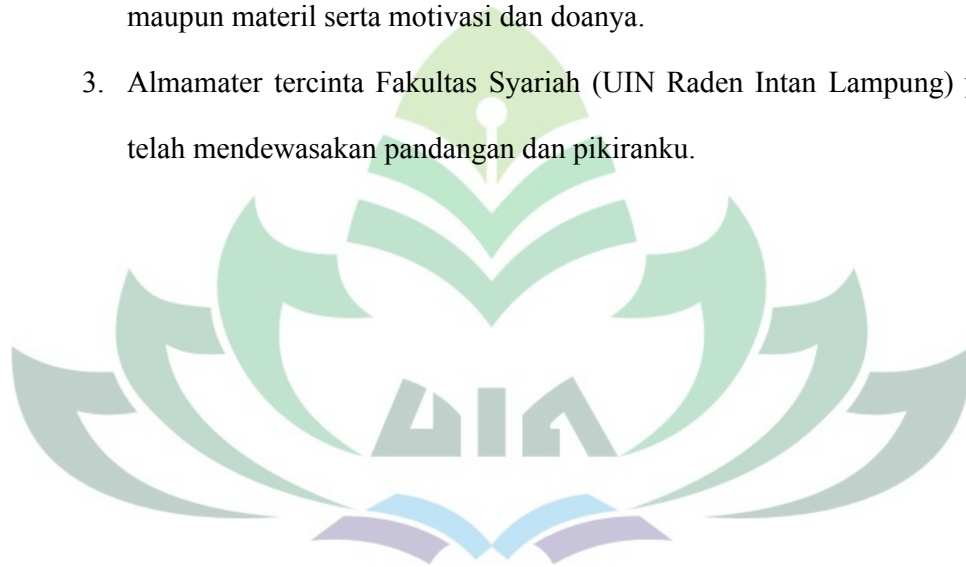 maupun materil serta motivasi dan doanya.
3. Almamater tercinta Fakultas Syariah (UIN Raden Intan Lampung)
telah mendewasakan pandangan dan pikiranku.
UIN